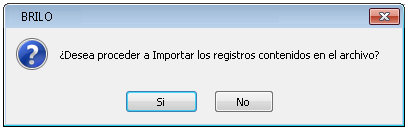 BRILO
¿Desea proceder a Importar los registros contenidos en el archivo?
Si
No